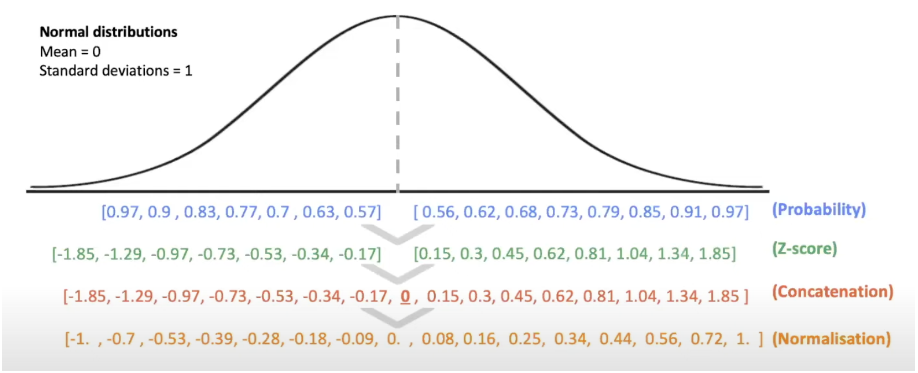 Normal distributions
Mean = 0
Standard deviations = 1
[0.97, 0.9 , 0.83, 0.77, 0.7 , 0.63, 0.57] [ 0.56, 0.62, 0.68, 0.73, 0.79, 0.85, 0.91, 0.97] (Probability)
[-1.85, -1.29, -0.97, -0.73, -0.53, -0.34, -0.17] [0.15, 0.3, 0.45, 0.62, 0.81, 1.04, 1.34, 1.85] (Z-score)
[-1.85, -1.29, -0.97, -0.73, -0.53, -0.34, -0.17, 0 , 0.15, 0.3, 0.45, 0.62, 0.81, 1.04, 1.34, 1.85 ] (Concatenation)
[-1. , -0.7 , -0.53, -0.39, -0.28, -0.18, -0.09, 0. , 0.08, 0.16, 0.25, 0.34, 0.44, 0.56, 0.72, 1. ] (Normalisation)